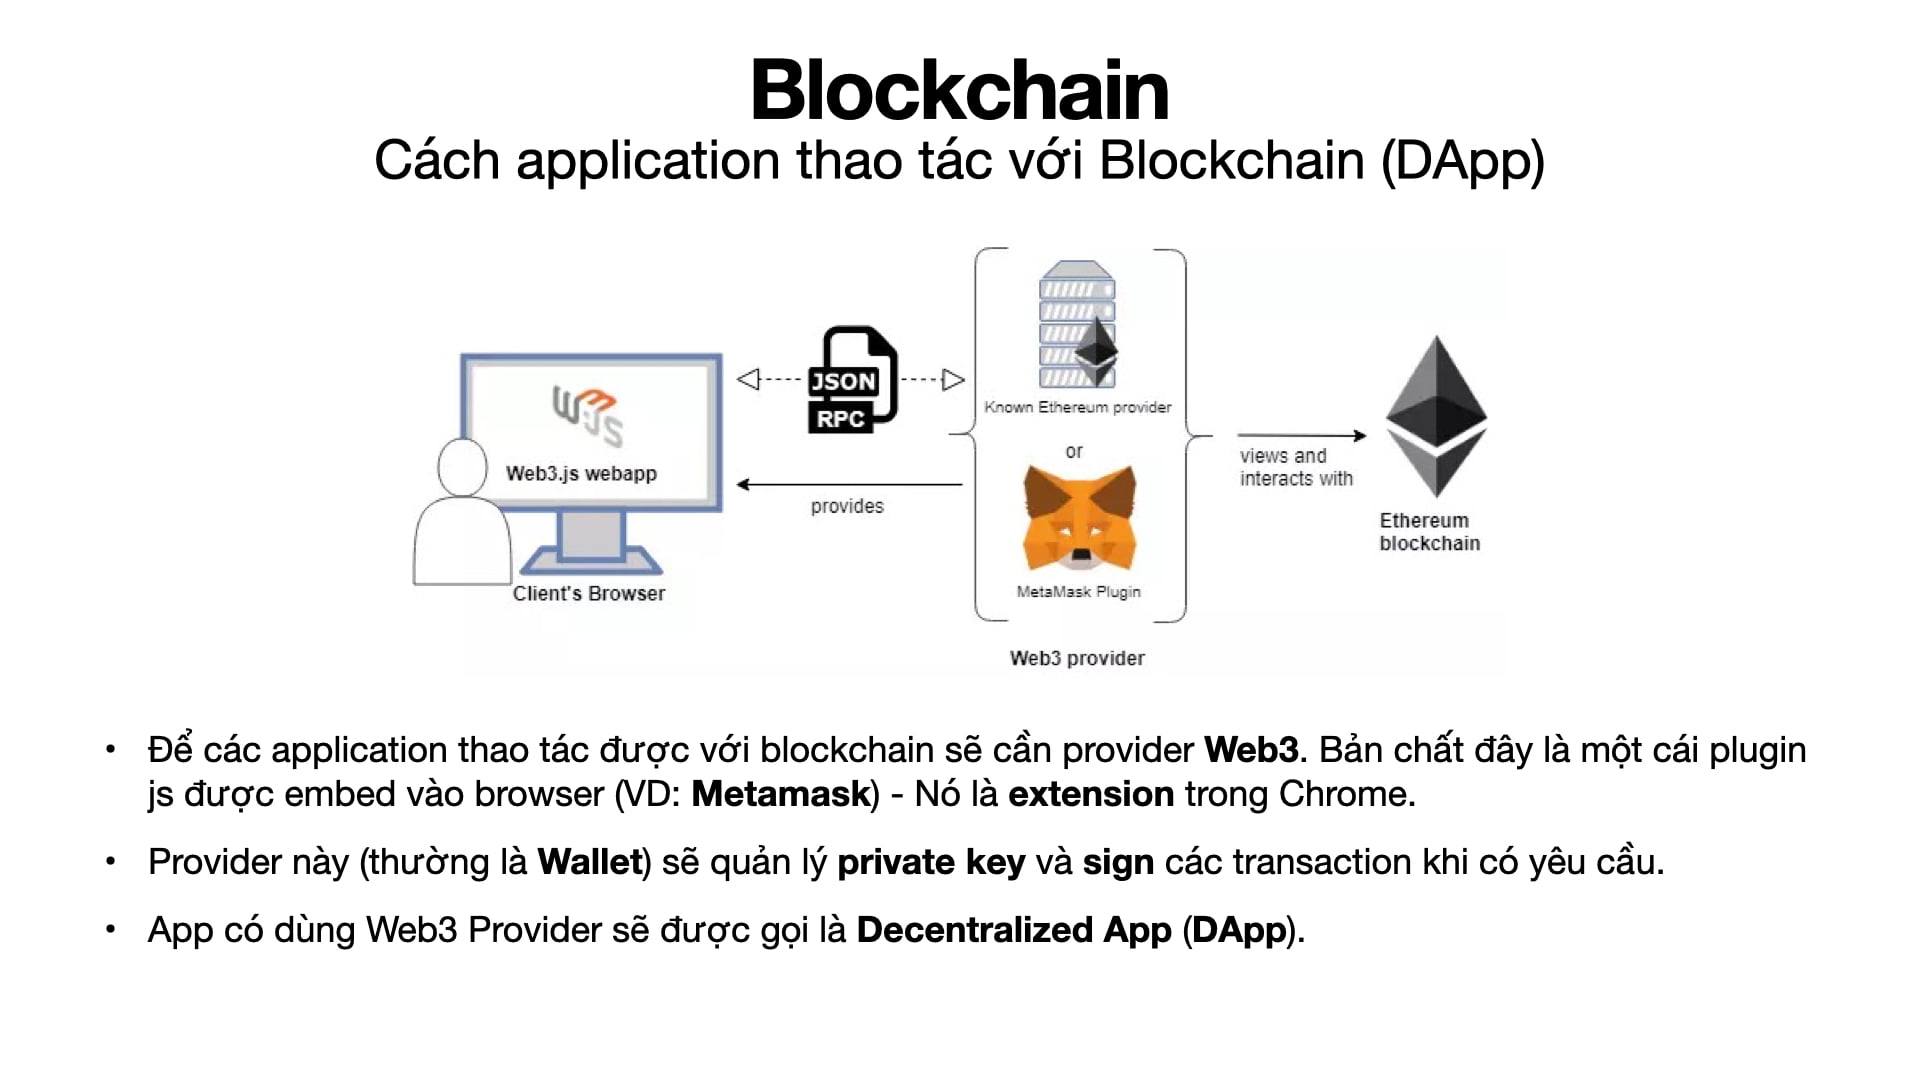 Blockchain
Cách application thao tác với Blockchain (DApp)
W3JS
Web3.js webapp
Client's Browser
JSON
RPC
provides
Known Ethereum provider
or
MetaMask Plugin
Web3 provider
views and
interacts with
Ethereum
blockchain
• Để các application thao tác được với blockchain sẽ cần provider Web3. Bản chất đây là một cái plugin
js được embed vào browser (VD: Metamask) - Nó là extension trong Chrome.
• Provider này (thường là Wallet) sẽ quản lý private key và sign các transaction khi có yêu cầu.
• App có dùng Web3 Provider sẽ được gọi là Decentralized App (DApp).